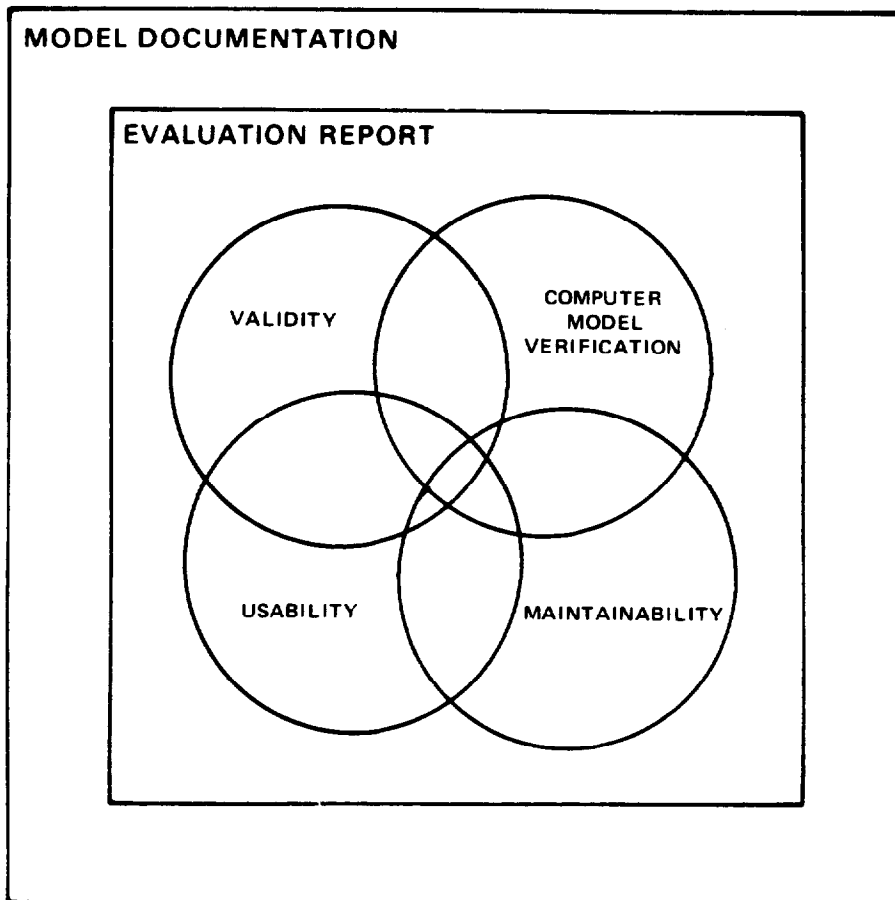 MODEL DOCUMENTATION
EVALUATION REPORT
VALIDITY
COMPUTER
MODEL
VERIFICATION
USABILITY
MAINTAINABILITY